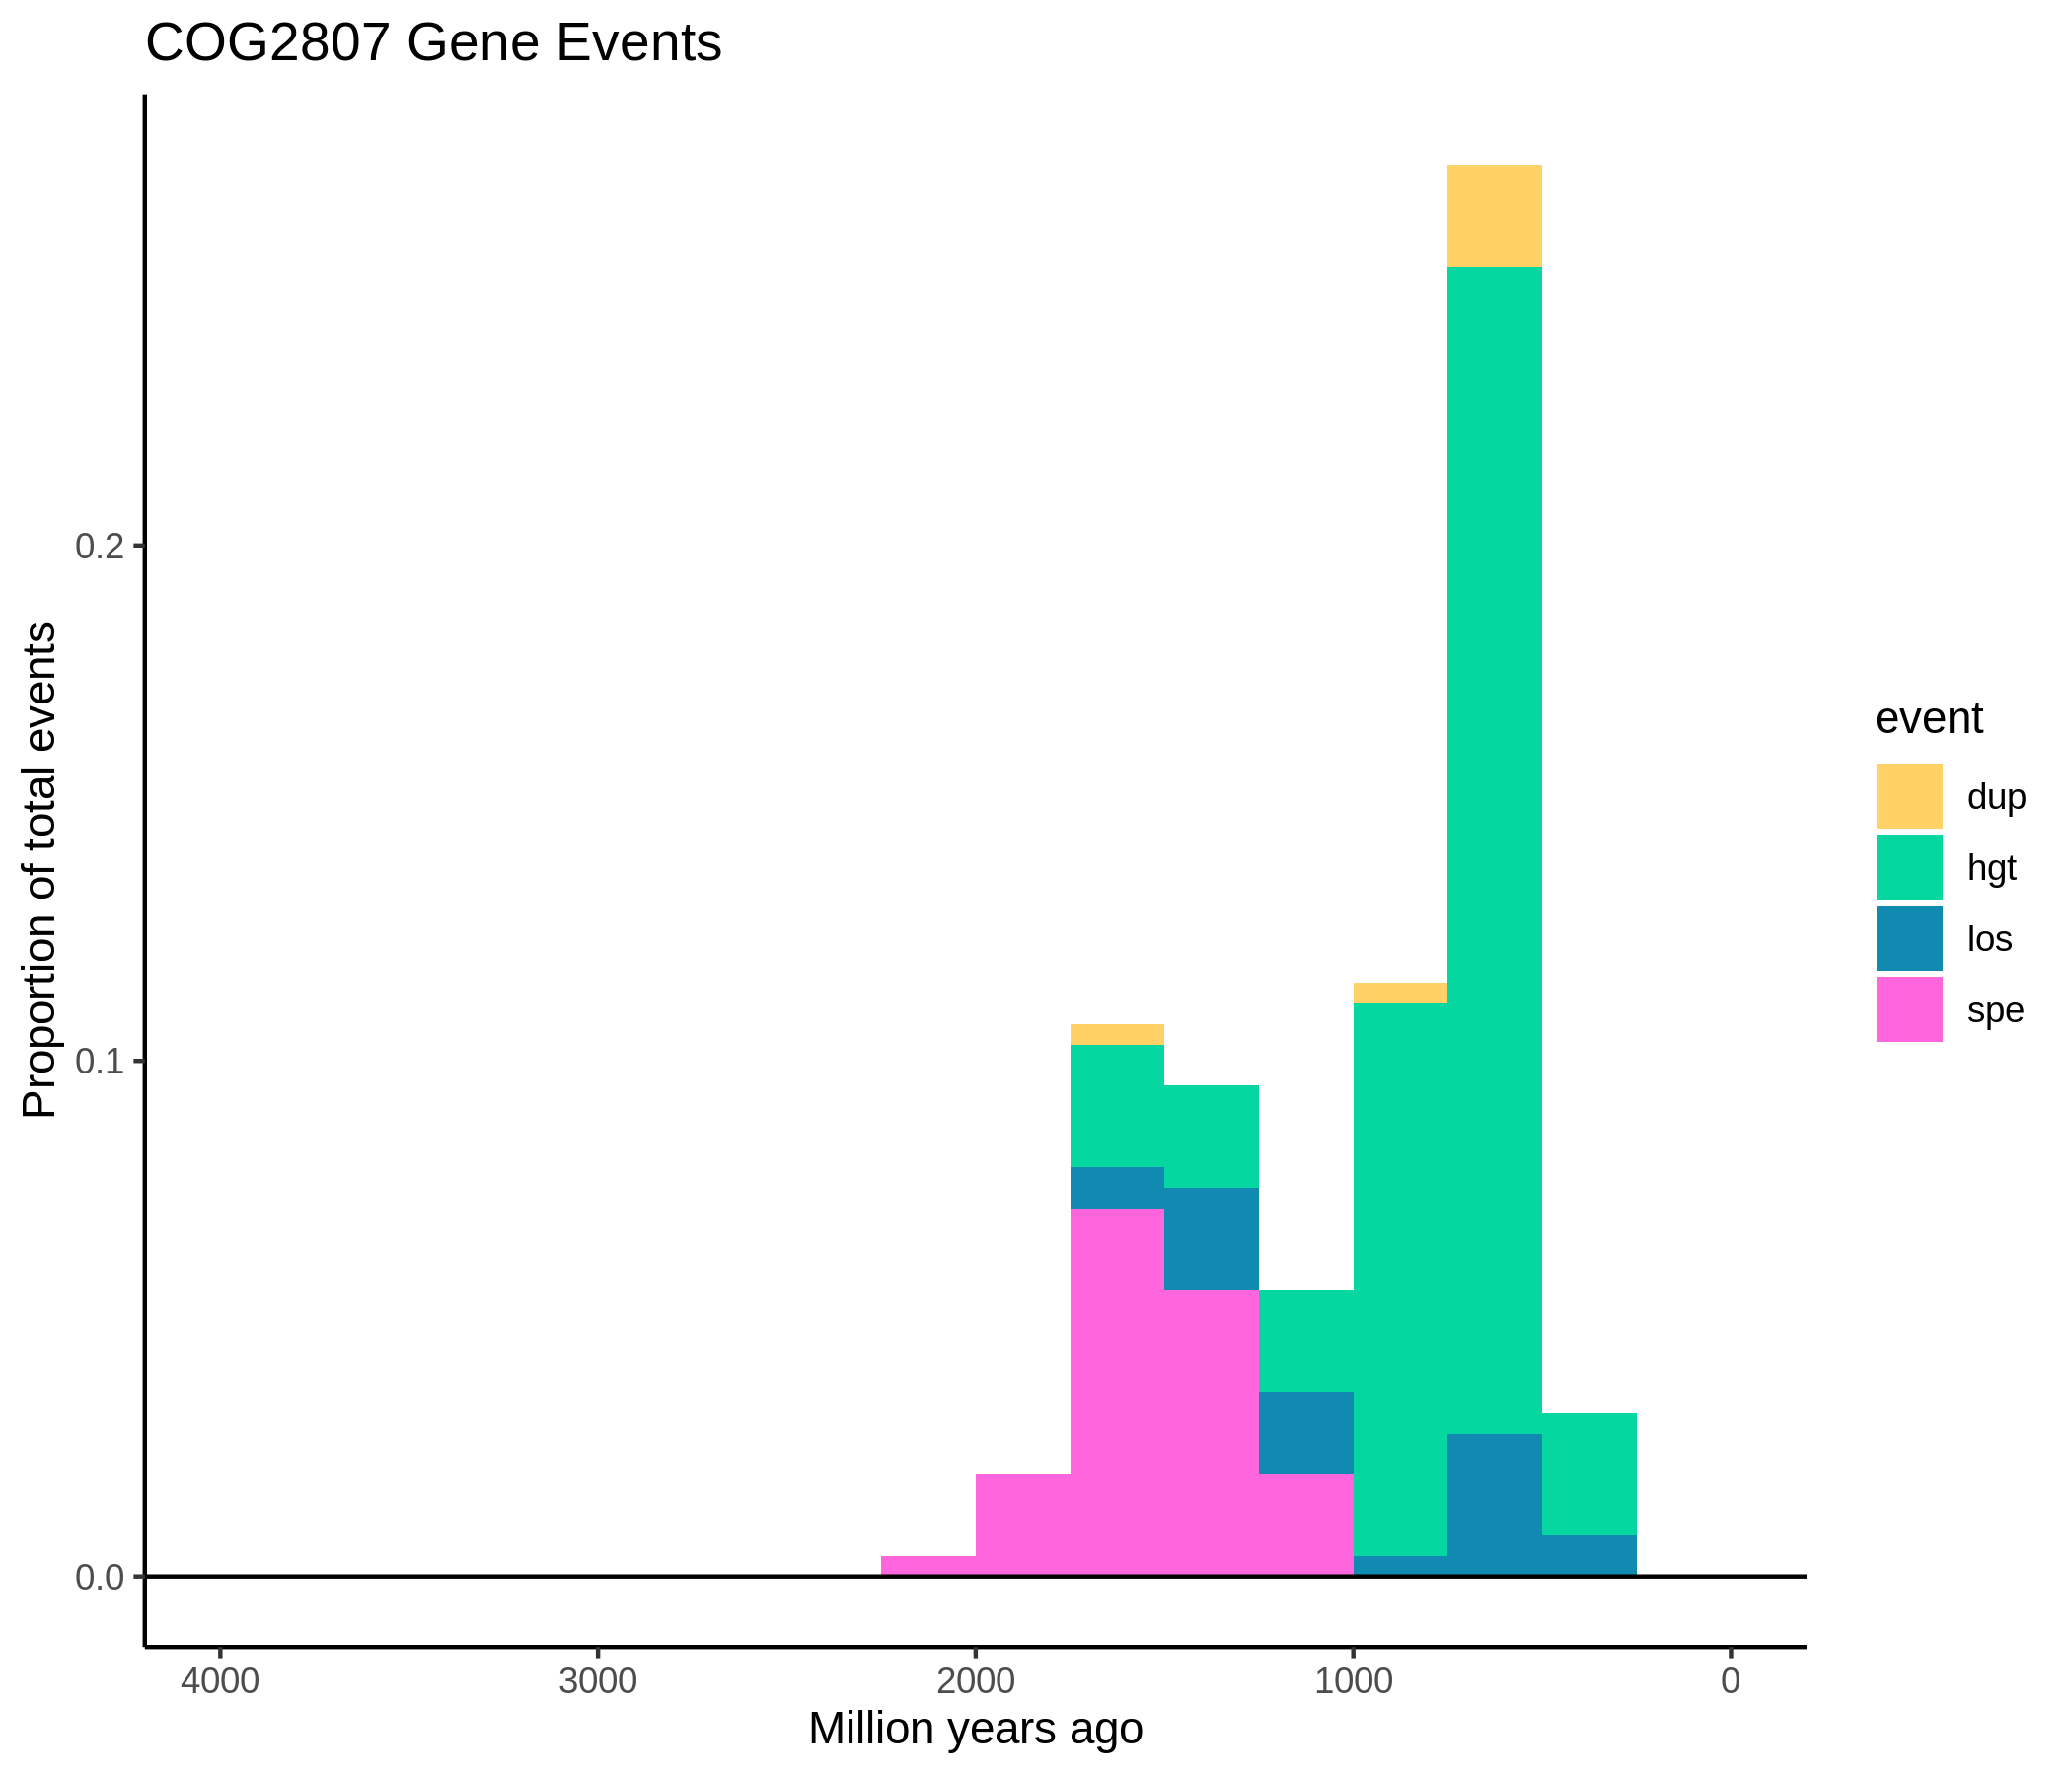 COG2807 Gene Events
Proportion of total events
0.2
0.1
0.0
4000 3000 2000 1000 0
Million years ago
event
dup
hgt
los
spe